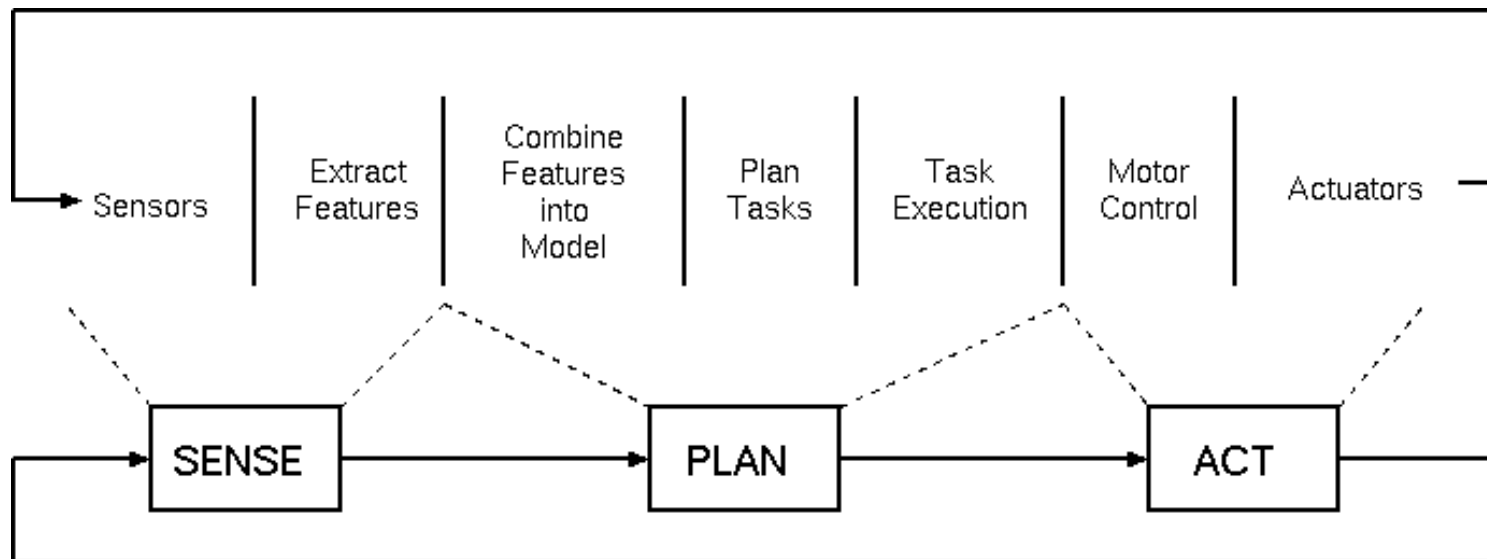 Sensors
Extract
Features
Combine
Features
into
Model
Plan
Tasks
Task
Execution
Motor
Control
Actuators
SENSE
PLAN
ACT